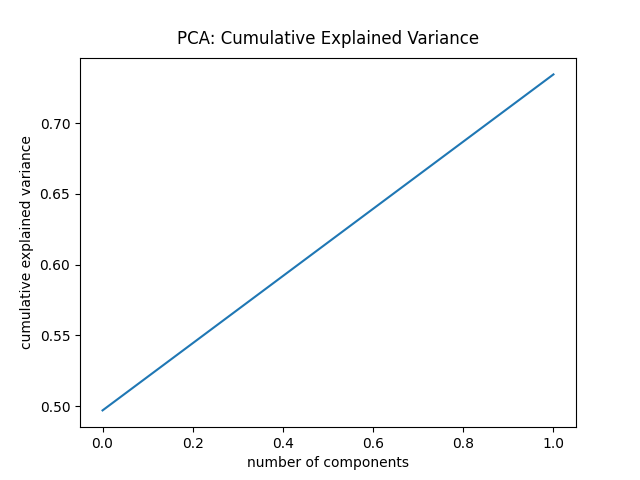 PCA: Cumulative Explained Variance
cumulative explained variance
0.70
0.65
0.60
0.55
0.50
0.0 0.2 0.4 0.6 0.8 1.0
number of components